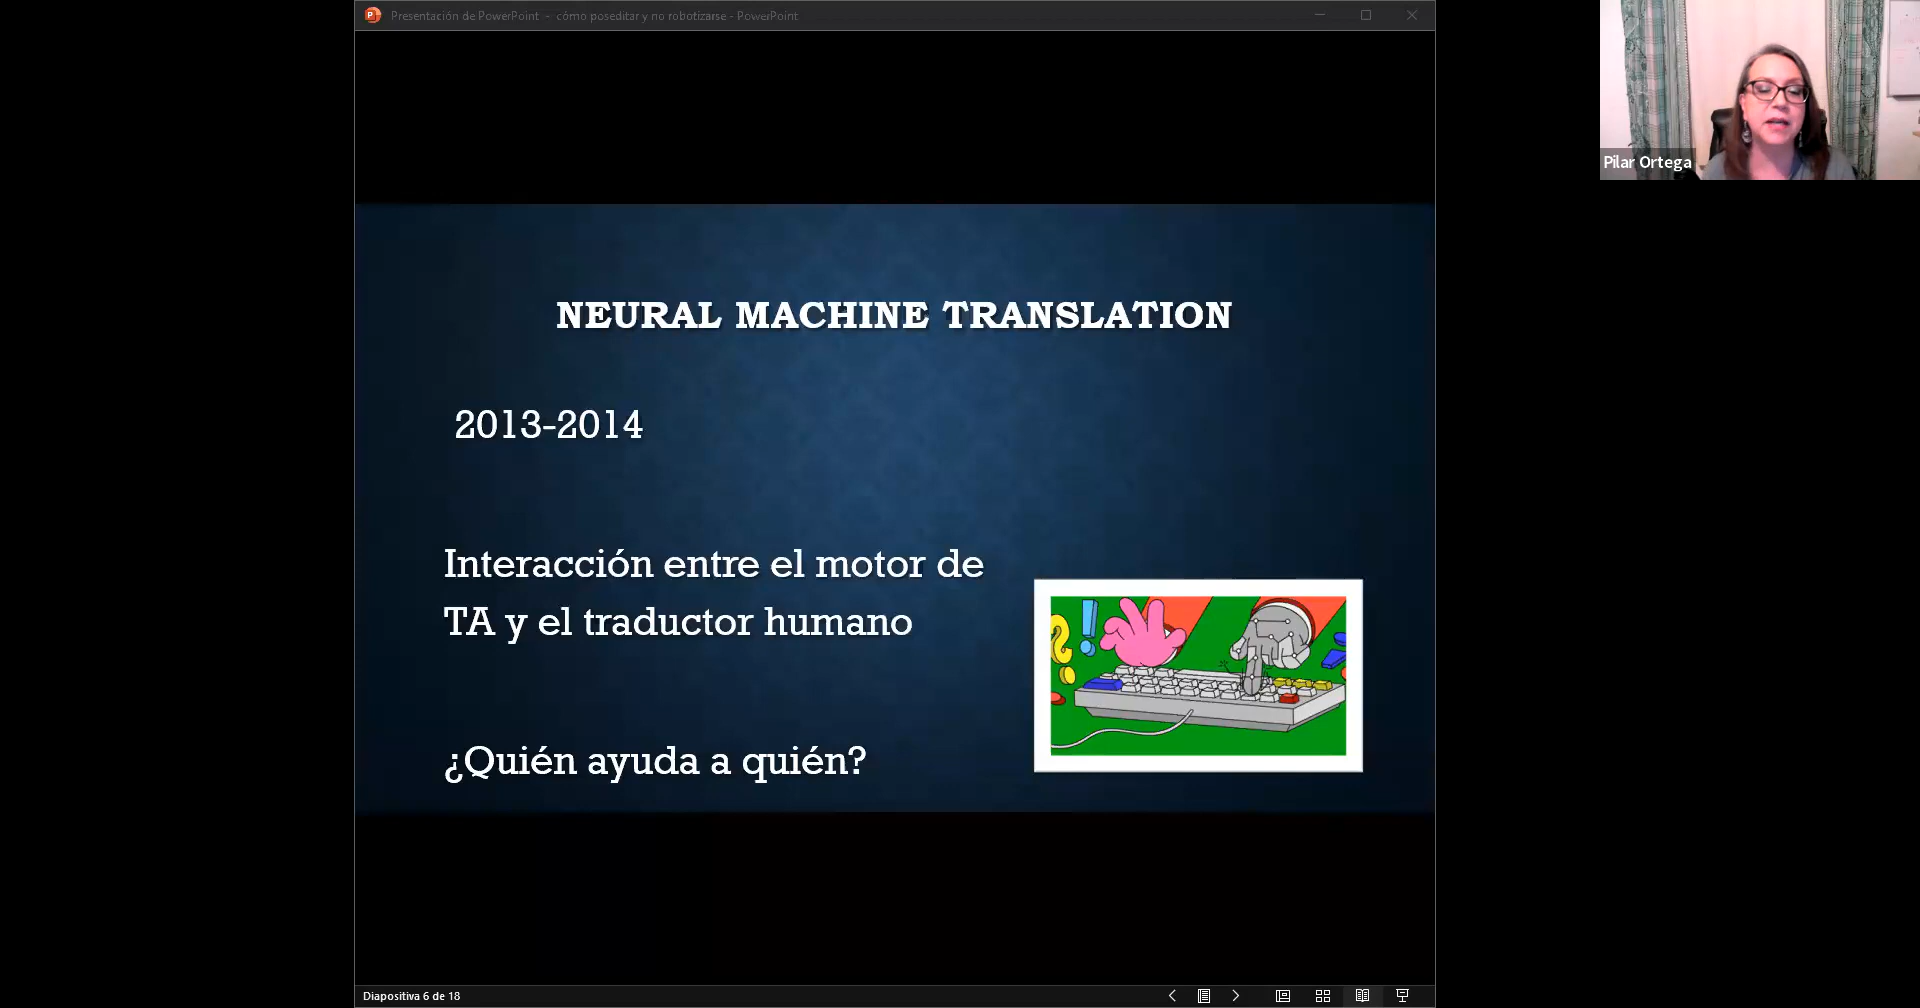 Presentación de PowerPoint - cómo poseditar y no robotizarse - PowerPoint
Pilar Ortega
NEURAL MACHINE TRANSLATION
2013-2014
Interacción entre el motor de
TA y el traductor humano
¿Quién ayuda a quién?
Diapositiva 6 de 18